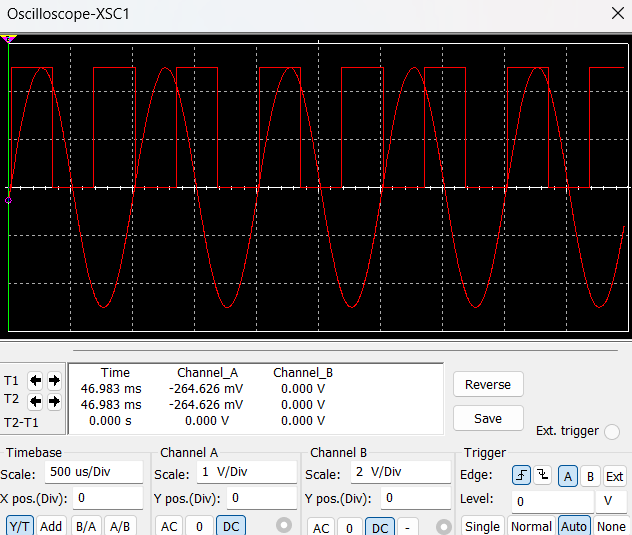 Oscilloscope-XSC1
Time Channel_A Channel_B
T1 46.983 ms -264.626 mV 0.000 V
T2 46.983 ms -264.626 mV 0.000 V
T2-T1 0.000 s 0.000 V 0.000 V
Reverse
Save
Ext. trigger
Timebase
Scale: 500 us/Div
X pos.(Div): 0
Y/T Add B/A A/B
Channel A
Scale: 1 V/Div
Y pos.(Div): 0
AC 0 DC
Channel B
Scale: 2 V/Div
Y pos.(Div): 0
AC 0 DC -
Trigger
Edge: A B Ext
Level: 0 V
Single Normal Auto None